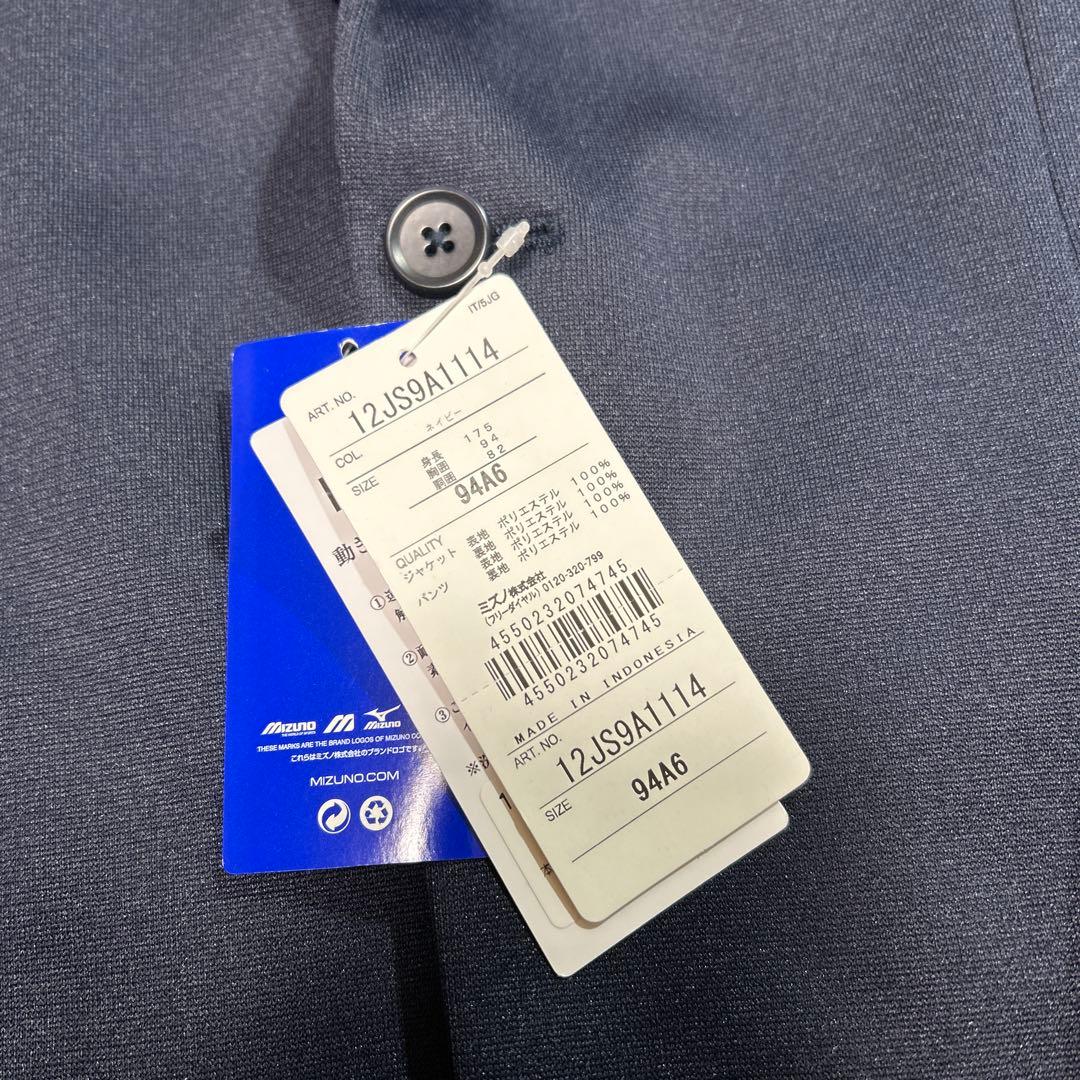 IT/5JG
ART. NO.
12JS9A1114
COL.
ネイビー
SIZE
身長 175
胸囲 94
胴囲 82
94A6
QUALITY
ジャケット 表地 ポリエステル 100%
裏地 ポリエステル 100%
パンツ 表地 ポリエステル 100%
裏地 ポリエステル 100%
ミズノ株式会社
(フリーダイヤル)0120-320-799
4550232074745
4550232074745
MADE IN INDONESIA
ART. NO.
12JS9A1114
SIZE
94A6
動き
①
②
③
※
MIZUNO
THE WORLD OF SPORTS
MIZUNO
THESE MARKS ARE THE BRAND LOGOS OF MIZUNO CO
これらはミズノ株式会社のブランドロゴです。
MIZUNO.COM